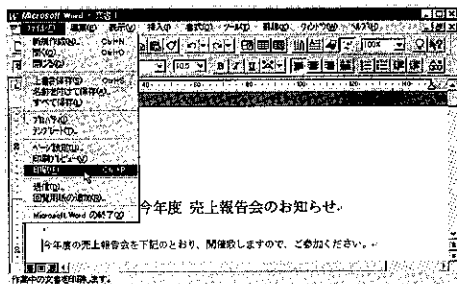 Microsoft Word - 文書1
ファイル(F) 編集(E) 表示(V) 挿入(I) 書式(O) ツール(T) 罫線(A) ウィンドウ(W) ヘルプ(H)
新規作成(N)... Ctrl+N
開く(O)... Ctrl+O
閉じる(C)
上書き保存(S) Ctrl+S
名前を付けて保存(A)...
すべて保存(L)
プロパティ(I)
テンプレート(T)...
ページ設定(U)...
印刷プレビュー(V)
印刷(P)... Ctrl+P
送信(D)...
回覧用紙の追加(R)...
Microsoft Word の終了(X)
100%
10.5
今年度 売上報告会のお知らせ
今年度の売上報告会を下記のとおり、開催致しますので、ご参加ください。
作業中の文書を印刷します。